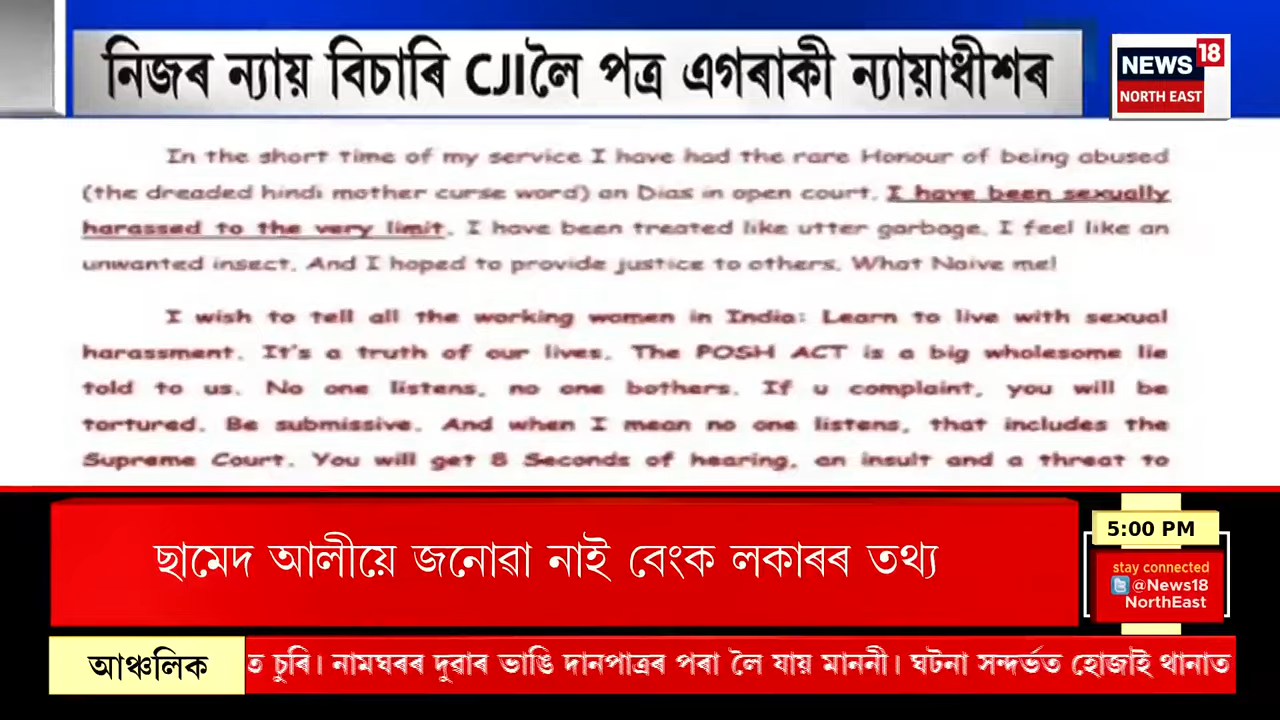 নিজৰ ন্যায় বিচাৰি CJIলৈ পত্ৰ এগৰাকী ন্যায়াধীশৰ
NEWS 18
NORTH EAST
In the short time of my service I have had the rare Honour of being abused
(the dreaded hindi mother curse word) on Dias in open court. I have been sexually
harassed to the very limit. I have been treated like utter garbage. I feel like an
unwanted insect. And I hoped to provide justice to others. What Naive me!
I wish to tell all the working women in India: Learn to live with sexual
harassment. It's a truth of our lives. The POSH ACT is a big wholesome lie
told to us. No one listens, no one bothers. If u complaint, you will be
tortured. Be submissive. And when I mean no one listens, that includes the
Supreme Court. You will get 8 Seconds of hearing, an insult and a threat to
ছামেদ আলীয়ে জনোৱা নাই বেংক লকাৰৰ তথ্য
5:00 PM
stay connected
@News18
NorthEast
আঞ্চলিক
ত চুৰি। নামঘৰৰ দুৱাৰ ভাঙি দানপাত্ৰৰ পৰা লৈ যায় মাননী। ঘটনা সন্দৰ্ভত হোজাই থানাত